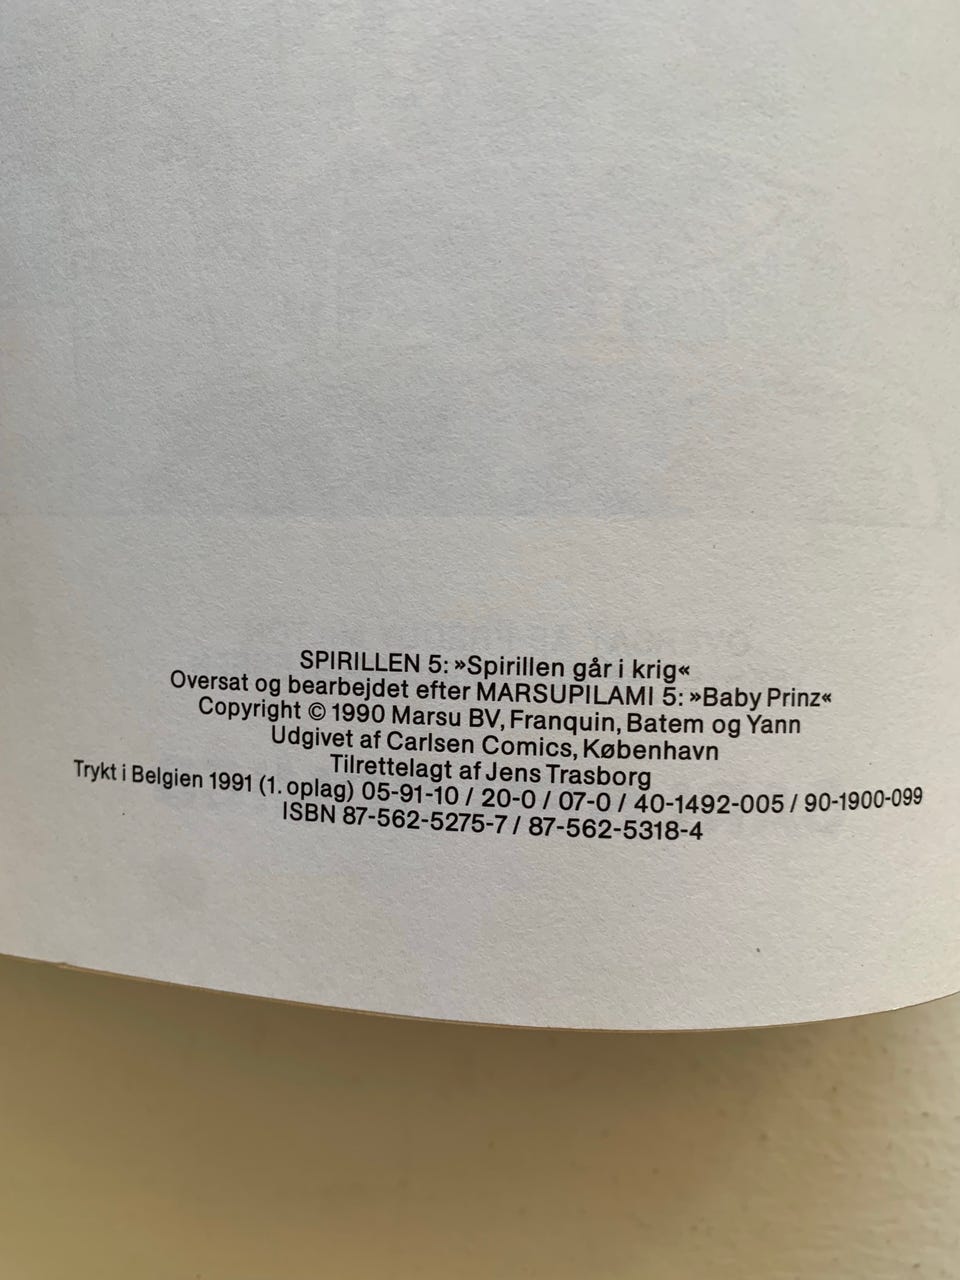 SPIRILLEN 5: »Spirillen går i krig«
Oversat og bearbejdet efter MARSUPILAMI 5: »Baby Prinz«
Copyright © 1990 Marsu BV, Franquin, Batem og Yann
Udgivet af Carlsen Comics, København
Tilrettelagt af Jens Trasborg
Trykt i Belgien 1991 (1. oplag) 05-91-10 / 20-0 / 07-0 / 40-1492-005 / 90-1900-099
ISBN 87-562-5275-7 / 87-562-5318-4